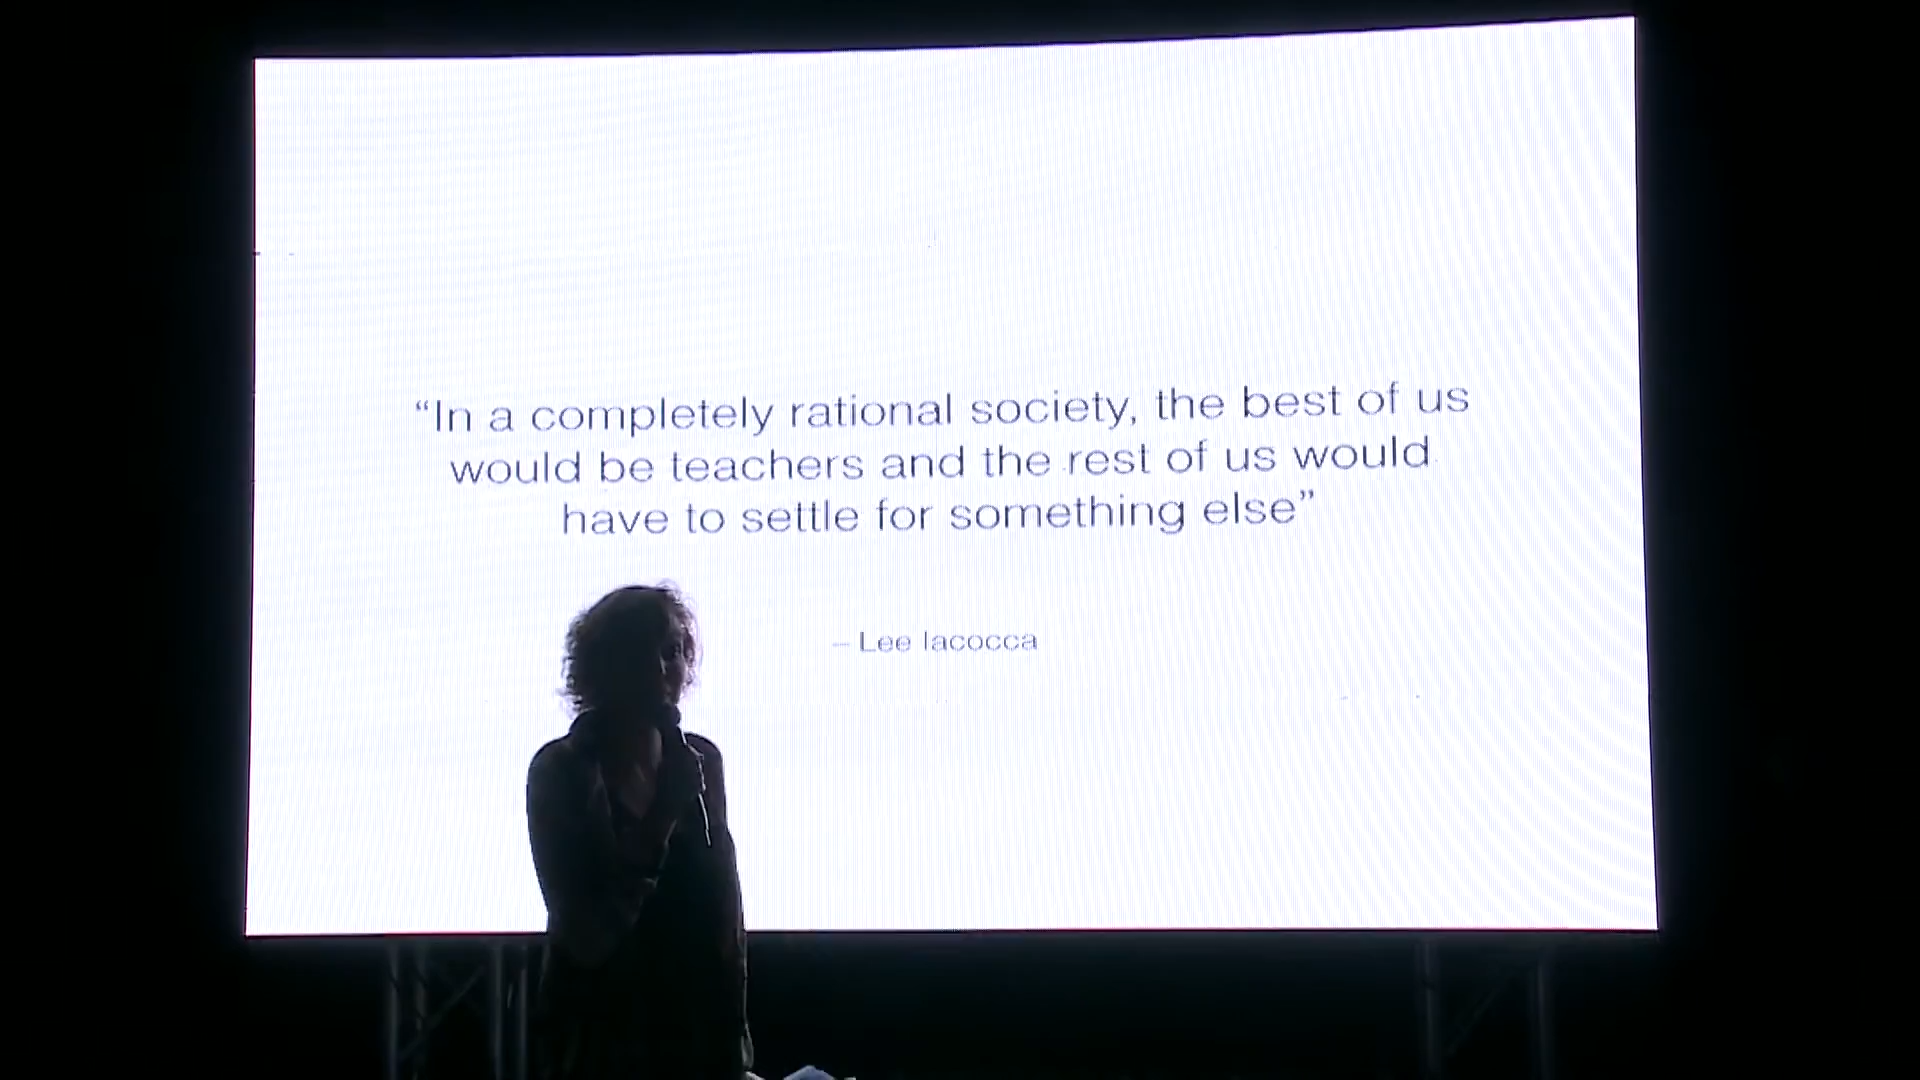 “In a completely rational society, the best of us
would be teachers and the rest of us would
have to settle for something else”
– Lee Iacocca